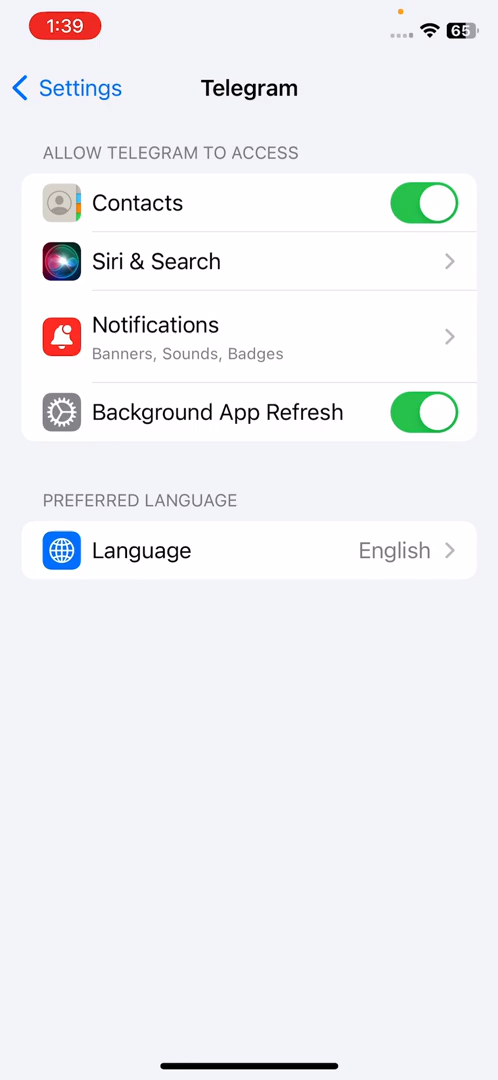 1:39
65
Settings
Telegram
ALLOW TELEGRAM TO ACCESS
Contacts
Siri & Search
Notifications
Banners, Sounds, Badges
Background App Refresh
PREFERRED LANGUAGE
Language English